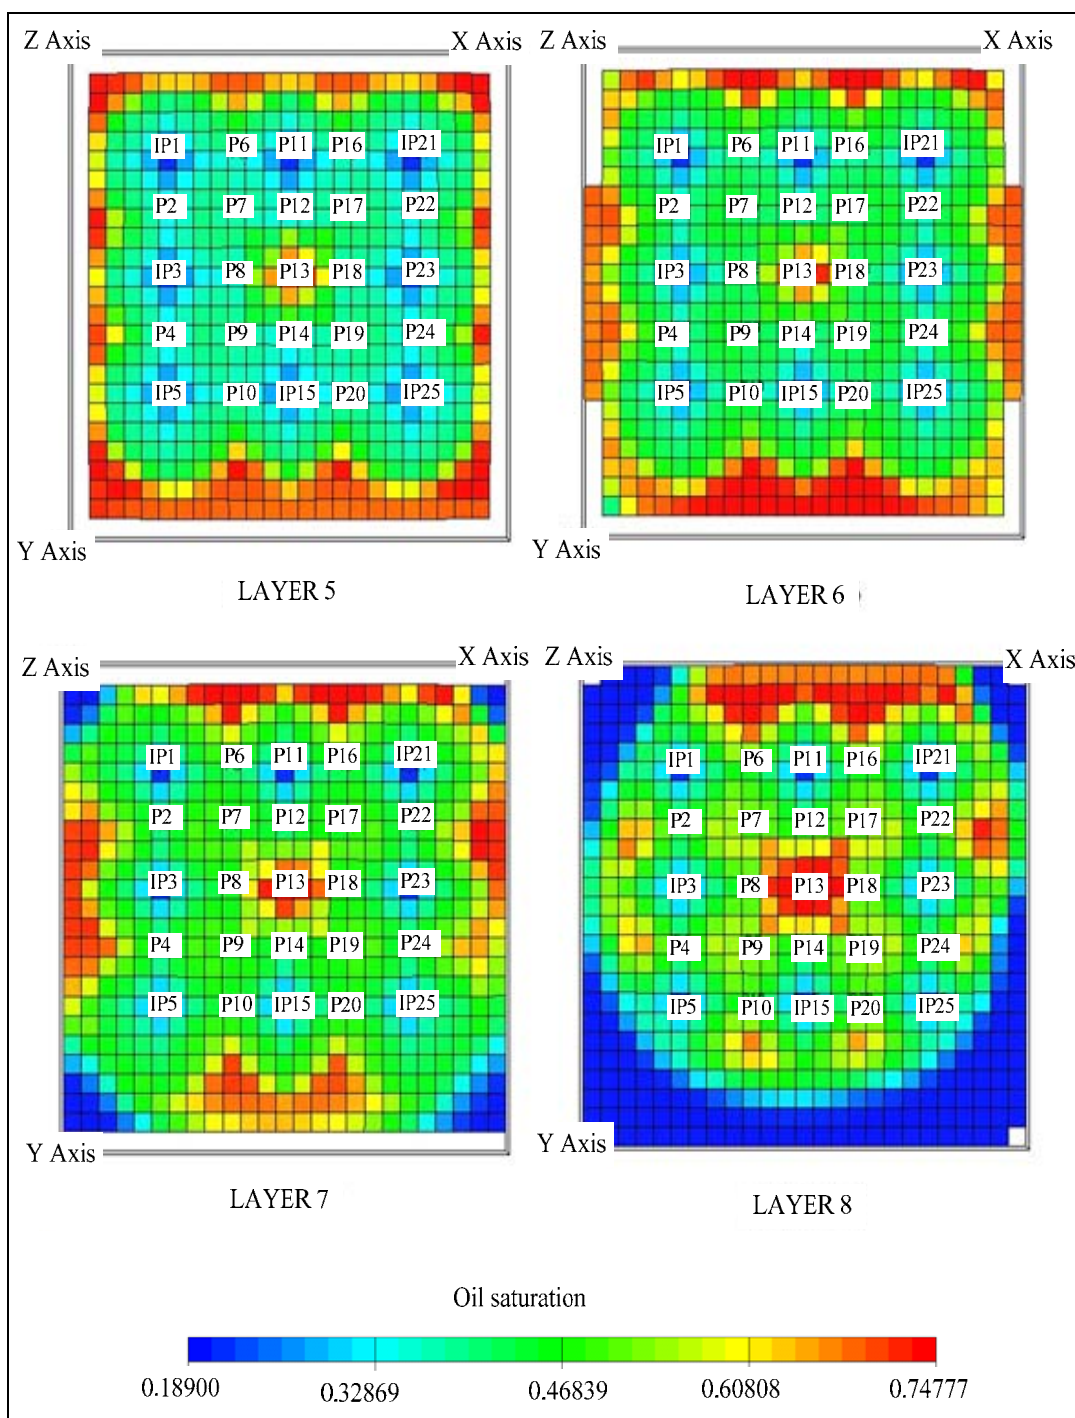 Z Axis X Axis Z Axis X Axis
IP1 P6 P11 P16 IP21 IP1 P6 P11 P16 IP21
P2 P7 P12 P17 P22 P2 P7 P12 P17 P22
IP3 P8 P13 P18 P23 IP3 P8 P13 P18 P23
P4 P9 P14 P19 P24 P4 P9 P14 P19 P24
IP5 P10 IP15 P20 IP25 IP5 P10 IP15 P20 IP25
Y Axis Y Axis
LAYER 5 LAYER 6
Z Axis X Axis Z Axis X Axis
IP1 P6 P11 P16 IP21 IP1 P6 P11 P16 IP21
P2 P7 P12 P17 P22 P2 P7 P12 P17 P22
IP3 P8 P13 P18 P23 IP3 P8 P13 P18 P23
P4 P9 P14 P19 P24 P4 P9 P14 P19 P24
IP5 P10 IP15 P20 IP25 IP5 P10 IP15 P20 IP25
Y Axis Y Axis
LAYER 7 LAYER 8
Oil saturation
0.18900 0.32869 0.46839 0.60808 0.74777